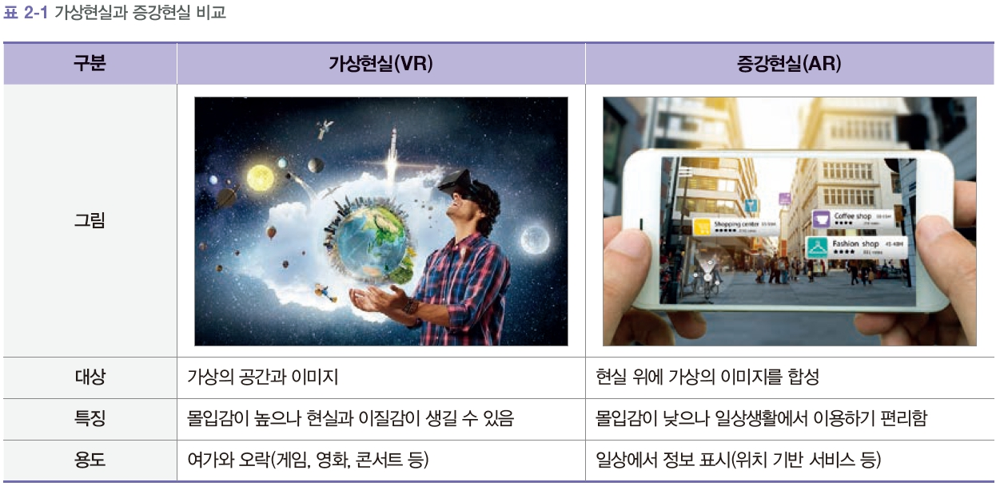 표 2-1 가상현실과 증강현실 비교
구분 가상현실(VR) 증강현실(AR)
그림
Shopping center
Coffee shop
Fashion shop
대상 가상의 공간과 이미지 현실 위에 가상의 이미지를 합성
특징 몰입감이 높으나 현실과 이질감이 생길 수 있음 몰입감이 낮으나 일상생활에서 이용하기 편리함
용도 여가와 오락(게임, 영화, 콘서트 등) 일상에서 정보 표시(위치 기반 서비스 등)